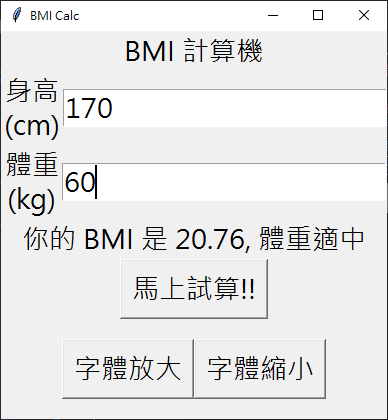 BMI Calc
BMI 計算機
身高
(cm)
170
體重
(kg)
60
你的 BMI 是 20.76, 體重適中
馬上試算!!
字體放大 字體縮小